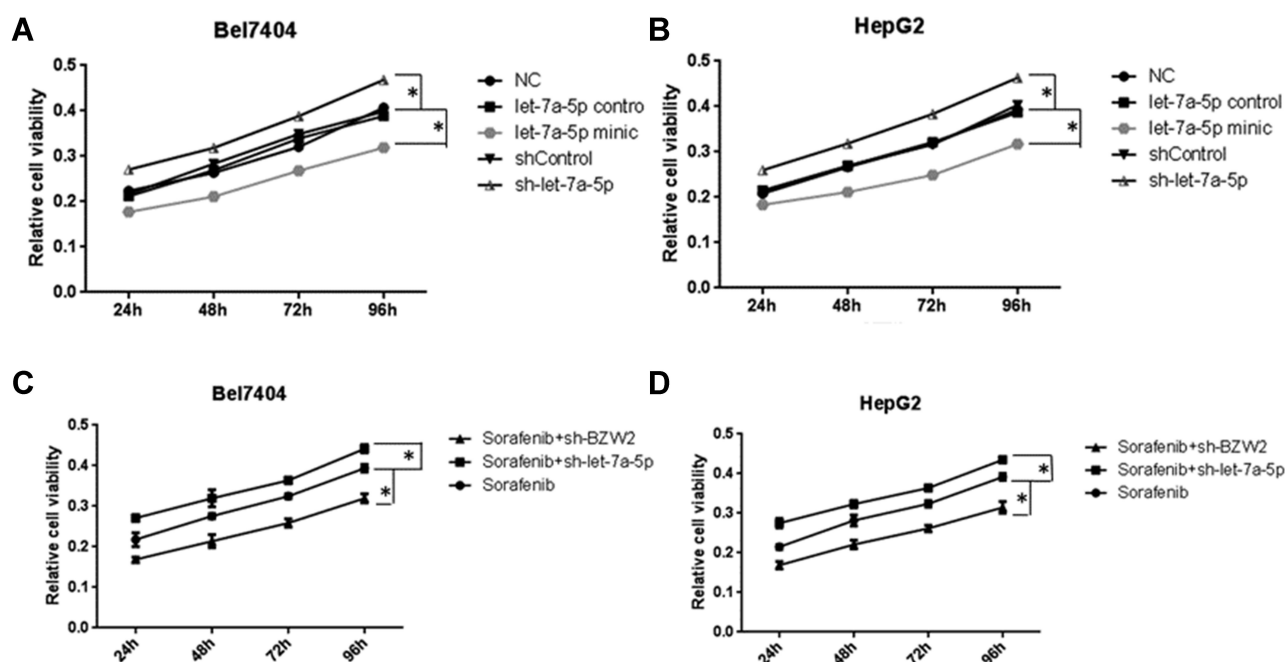 A
Bel7404
Relative cell viability
0.5
0.4
0.3
0.2
0.1
0.0
24h 48h 72h 96h
*
*
NC
let-7a-5p contro
let-7a-5p minic
shControl
sh-let-7a-5p
B
HepG2
Relative cell viability
0.5
0.4
0.3
0.2
0.1
0.0
24h 48h 72h 96h
*
*
NC
let-7a-5p control
let-7a-5p minic
shControl
sh-let-7a-5p
C
Bel7404
Relative cell viability
0.5
0.4
0.3
0.2
0.1
0.0
24h 48h 72h 96h
*
*
Sorafenib+sh-BZW2
Sorafenib+sh-let-7a-5p
Sorafenib
D
HepG2
Relative cell viability
0.5
0.4
0.3
0.2
0.1
0.0
24h 48h 72h 96h
*
*
Sorafenib+sh-BZW2
Sorafenib+sh-let-7a-5p
Sorafenib